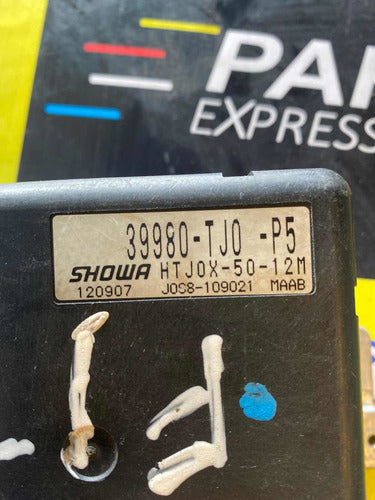 PAR
EXPRESS
39980-TJ0 -P5
SHOWA HTJ0X-50-12M
120907 J0S8-109021 MAAB